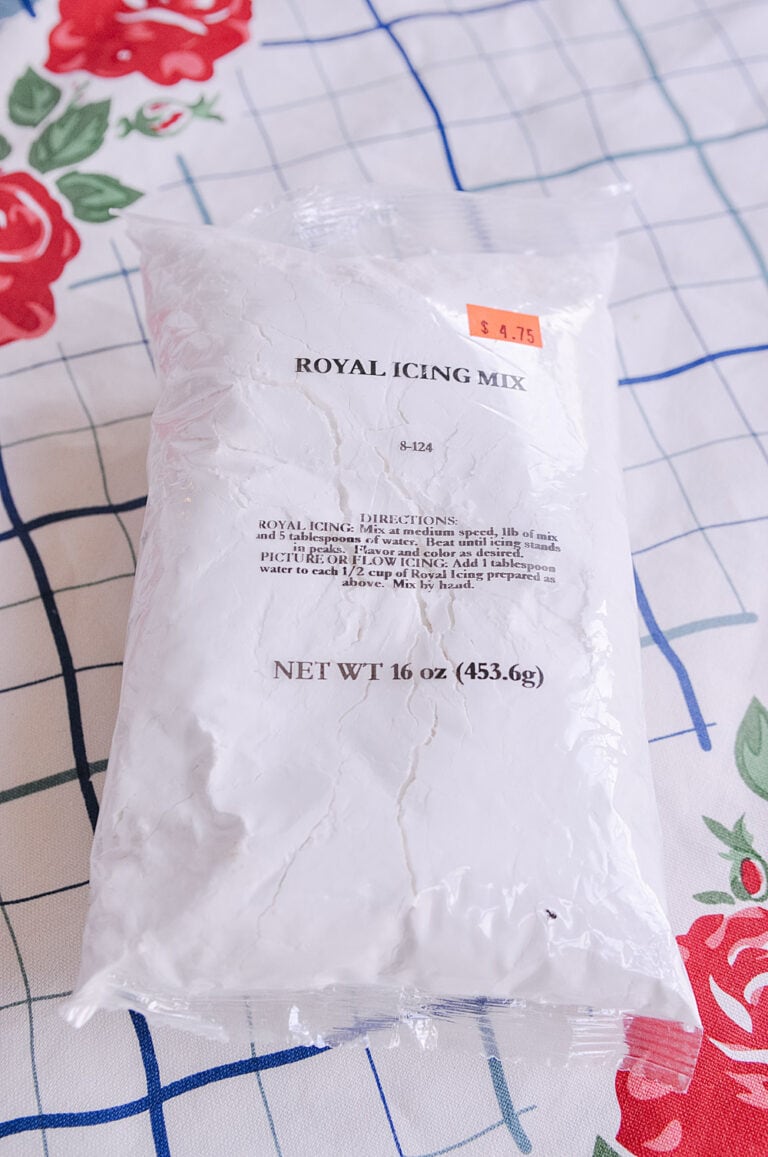 $ 4.75
ROYAL ICING MIX
8-124
DIRECTIONS:
ROYAL ICING: Mix at medium speed, 1lb of mix
and 5 tablespoons of water. Beat until icing stands
in peaks. Flavor and color as desired.
PICTURE OR FLOW ICING: Add 1 tablespoon
water to each 1/2 cup of Royal Icing prepared as
above. Mix by hand.
NET WT 16 oz (453.6g)